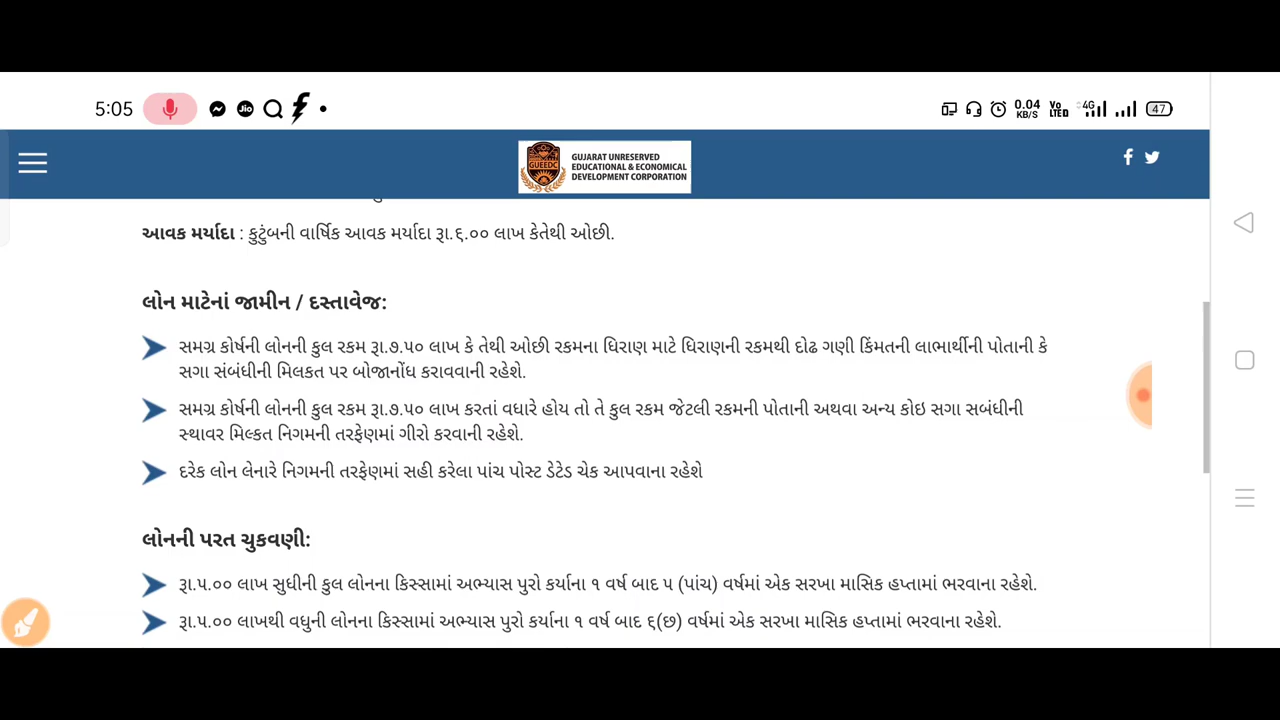 5:05
Jio
0.04
KB/S
Vo
LTE
4G
47
GUEEDC
GUJARAT UNRESERVED
EDUCATIONAL & ECONOMICAL
DEVELOPMENT CORPORATION
આવક મર્યાદા : કુટુંબની વાર્ષિક આવક મર્યાદા રૂા.૬.૦૦ લાખ કેતેથી ઓછી.
લોન માટેનાં જામીન / દસ્તાવેજ:
સમગ્ર કોર્ષની લોનની કુલ રકમ રૂા.૭.૫૦ લાખ કે તેથી ઓછી રકમના ધિરાણ માટે ધિરાણની રકમથી દોઢ ગણી કિંમતની લાભાર્થીની પોતાની કે
સગા સંબંધીની મિલકત પર બોજાનોંધ કરાવવાની રહેશે.
સમગ્ર કોર્ષની લોનની કુલ રકમ રૂા.૭.૫૦ લાખ કરતાં વધારે હોય તો તે કુલ રકમ જેટલી રકમની પોતાની અથવા અન્ય કોઇ સગા સબંધીની
સ્થાવર મિલ્કત નિગમની તરફેણમાં ગીરો કરવાની રહેશે.
દરેક લોન લેનારે નિગમની તરફેણમાં સહી કરેલા પાંચ પોસ્ટ ડેટેડ ચેક આપવાના રહેશે
લોનની પરત ચુકવણી:
રૂા.૫.૦૦ લાખ સુધીની કુલ લોનના કિસ્સામાં અભ્યાસ પુરો કર્યાના ૧ વર્ષ બાદ ૫ (પાંચ) વર્ષમાં એક સરખા માસિક હપ્તામાં ભરવાના રહેશે.
રૂા.૫.૦૦ લાખથી વધુની લોનના કિસ્સામાં અભ્યાસ પુરો કર્યાના ૧ વર્ષ બાદ ૬(છ) વર્ષમાં એક સરખા માસિક હપ્તામાં ભરવાના રહેશે.